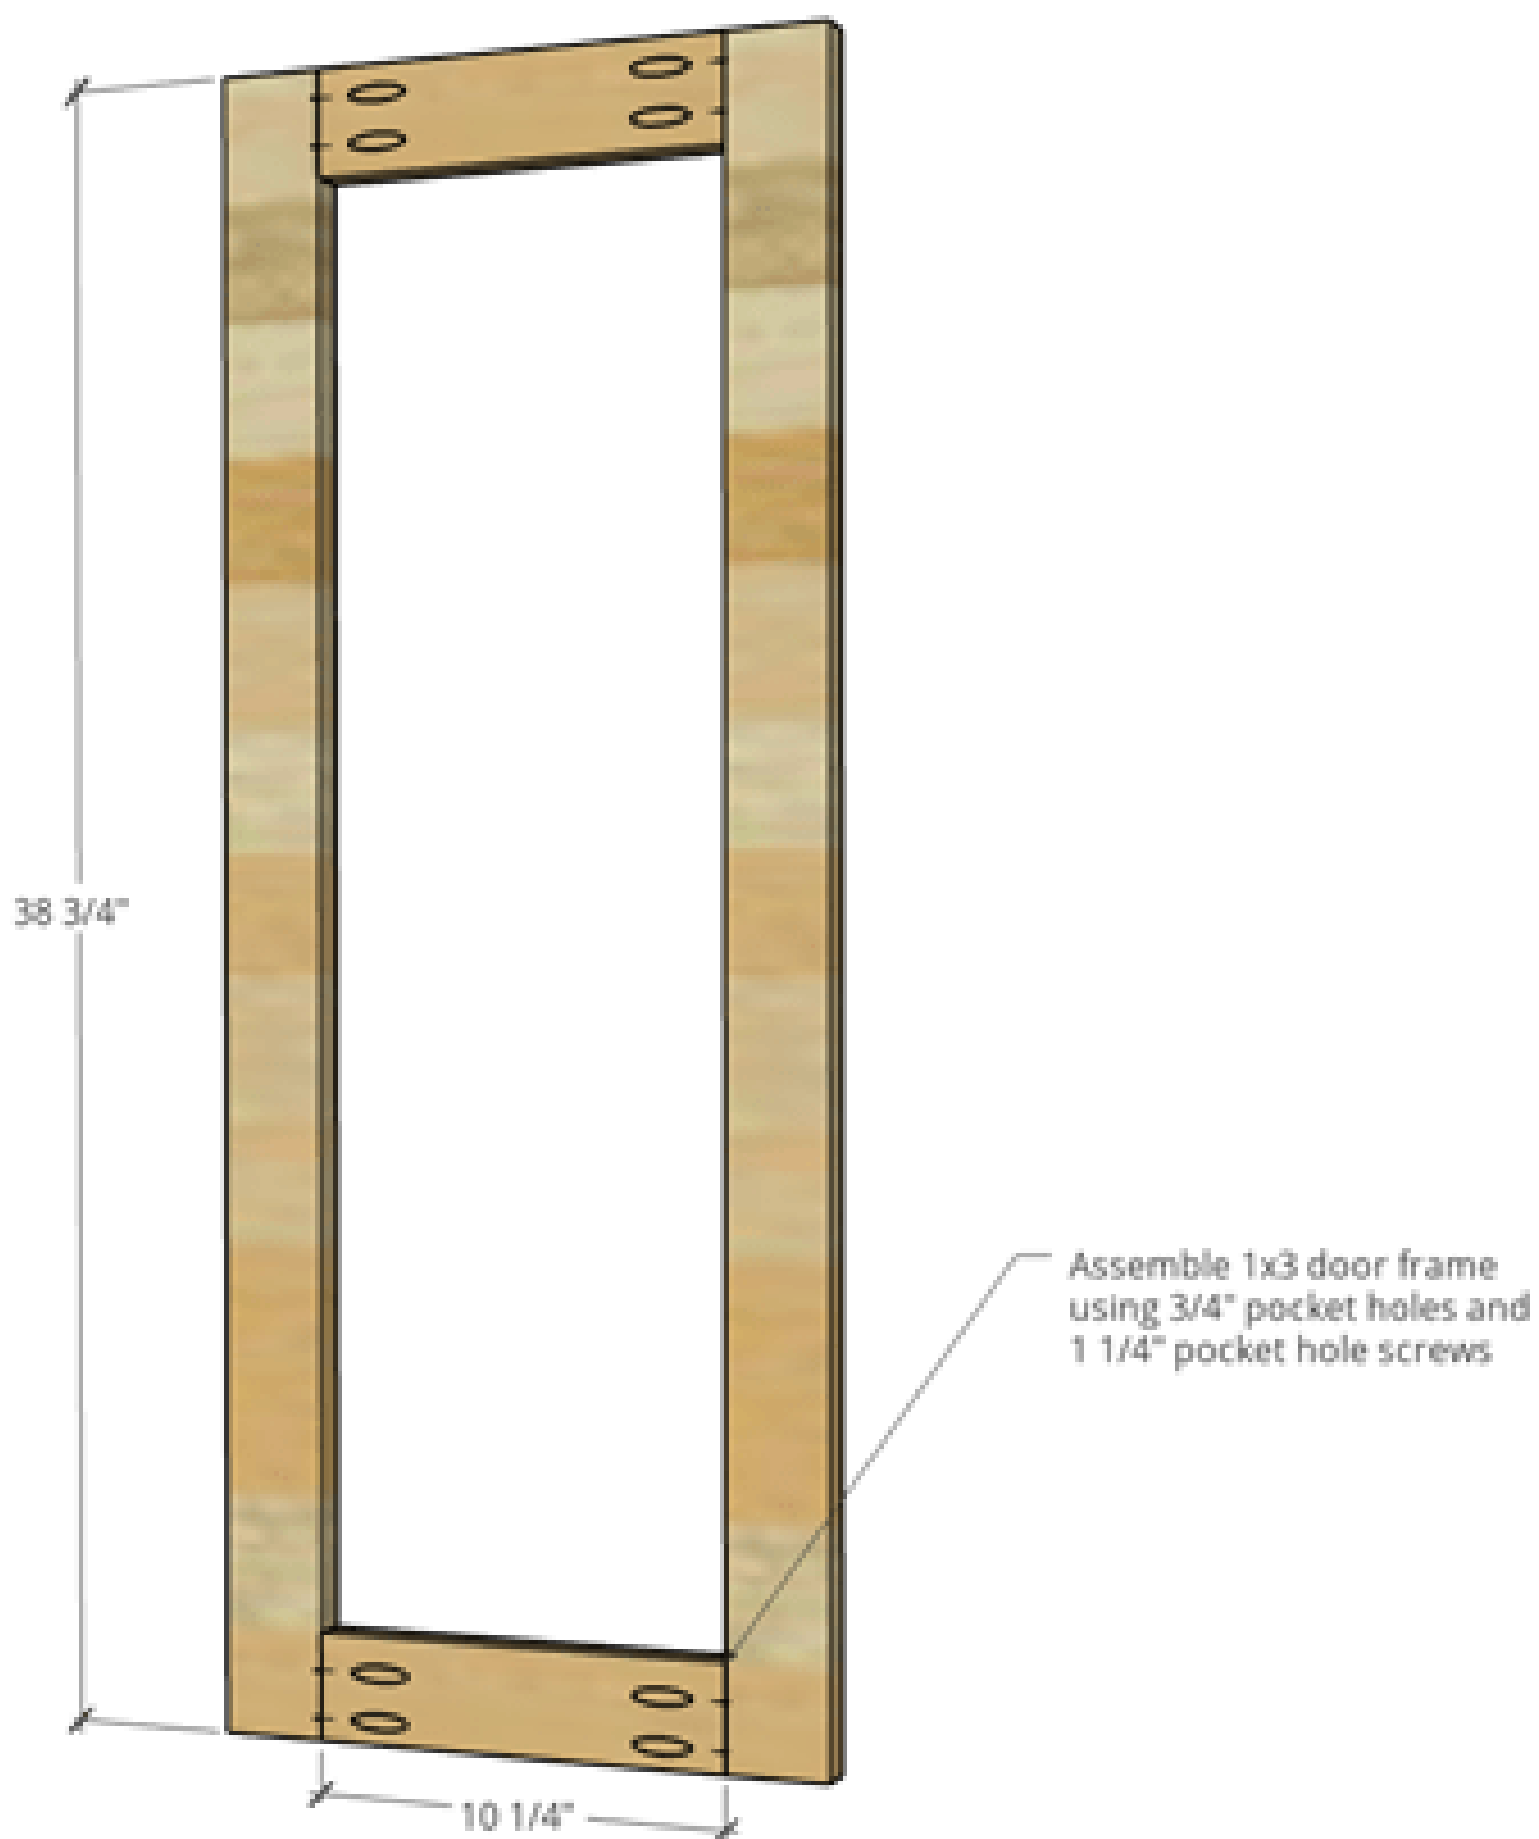 38 3/4"
Assemble 1x3 door frame
using 3/4" pocket holes and
1 1/4" pocket hole screws
10 1/4"